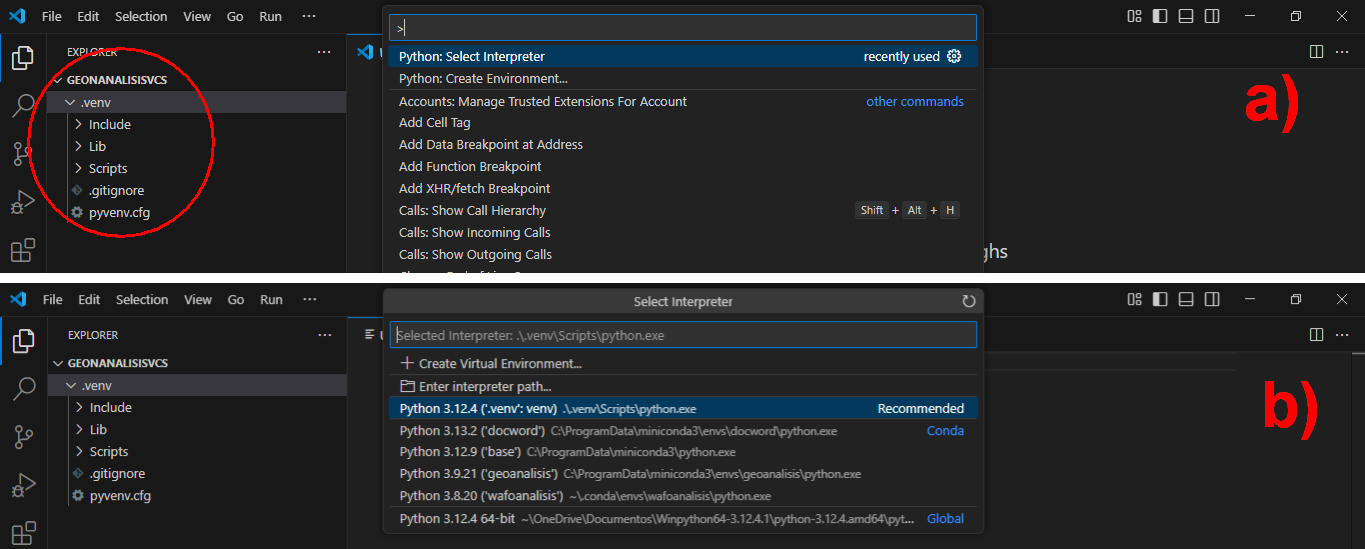 File Edit Selection View Go Run ···
>
EXPLORER ···
Python: Select Interpreter recently used
GEONANALISISVCS
Python: Create Environment...
.venv
Accounts: Manage Trusted Extensions For Account other commands
a)
Include
Add Cell Tag
Lib
Add Data Breakpoint at Address
Scripts
Add Function Breakpoint
.gitignore
Add XHR/fetch Breakpoint
pyvenv.cfg
Calls: Show Call Hierarchy Shift + Alt + H
Calls: Show Incoming Calls
Calls: Show Outgoing Calls
ghs
File Edit Selection View Go Run ···
Select Interpreter
EXPLORER ···
Selected Interpreter: .\.venv\Scripts\python.exe
GEONANALISISVCS
Create Virtual Environment...
.venv
Enter interpreter path...
Include
Python 3.12.4 ('.venv': venv) .\.venv\Scripts\python.exe Recommended
b)
Lib
Python 3.13.2 ('docword') C:\ProgramData\miniconda3\envs\docword\python.exe Conda
Scripts
Python 3.12.9 ('base') C:\ProgramData\miniconda3\python.exe
.gitignore
Python 3.9.21 ('geoanalisis') C:\ProgramData\miniconda3\envs\geoanalisis\python.exe
pyvenv.cfg
Python 3.8.20 ('wafoanalisis') ~\.conda\envs\wafoanalisis\python.exe
Python 3.12.4 64-bit ~\OneDrive\Documentos\Winpython64-3.12.4.1\python-3.12.4.amd64\pyt... Global